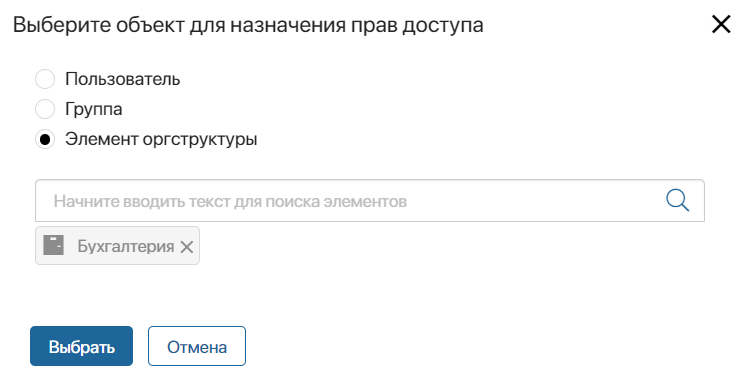 Выберите объект для назначения прав доступа
Пользователь
Группа
Элемент оргструктуры
Начните вводить текст для поиска элементов
Бухгалтерия
Выбрать Отмена